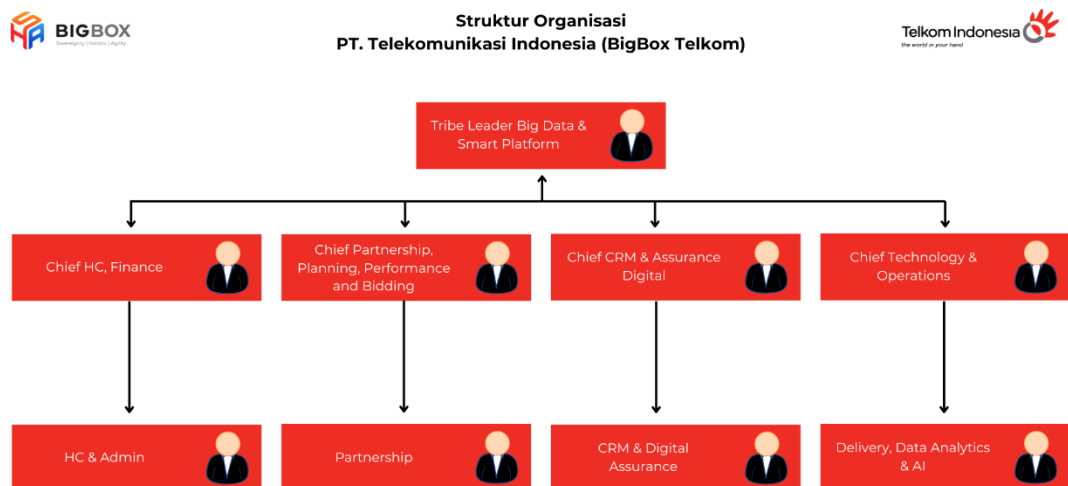 BIGBOX
Sovereignty | Holistic | Agility
Struktur Organisasi
PT. Telekomunikasi Indonesia (BigBox Telkom)
Telkom Indonesia
the world in your hand
Tribe Leader Big Data &
Smart Platform
Chief HC, Finance
Chief Partnership,
Planning, Performance
and Bidding
Chief CRM & Assurance
Digital
Chief Technology &
Operations
HC & Admin
Partnership
CRM & Digital
Assurance
Delivery, Data Analytics
& AI